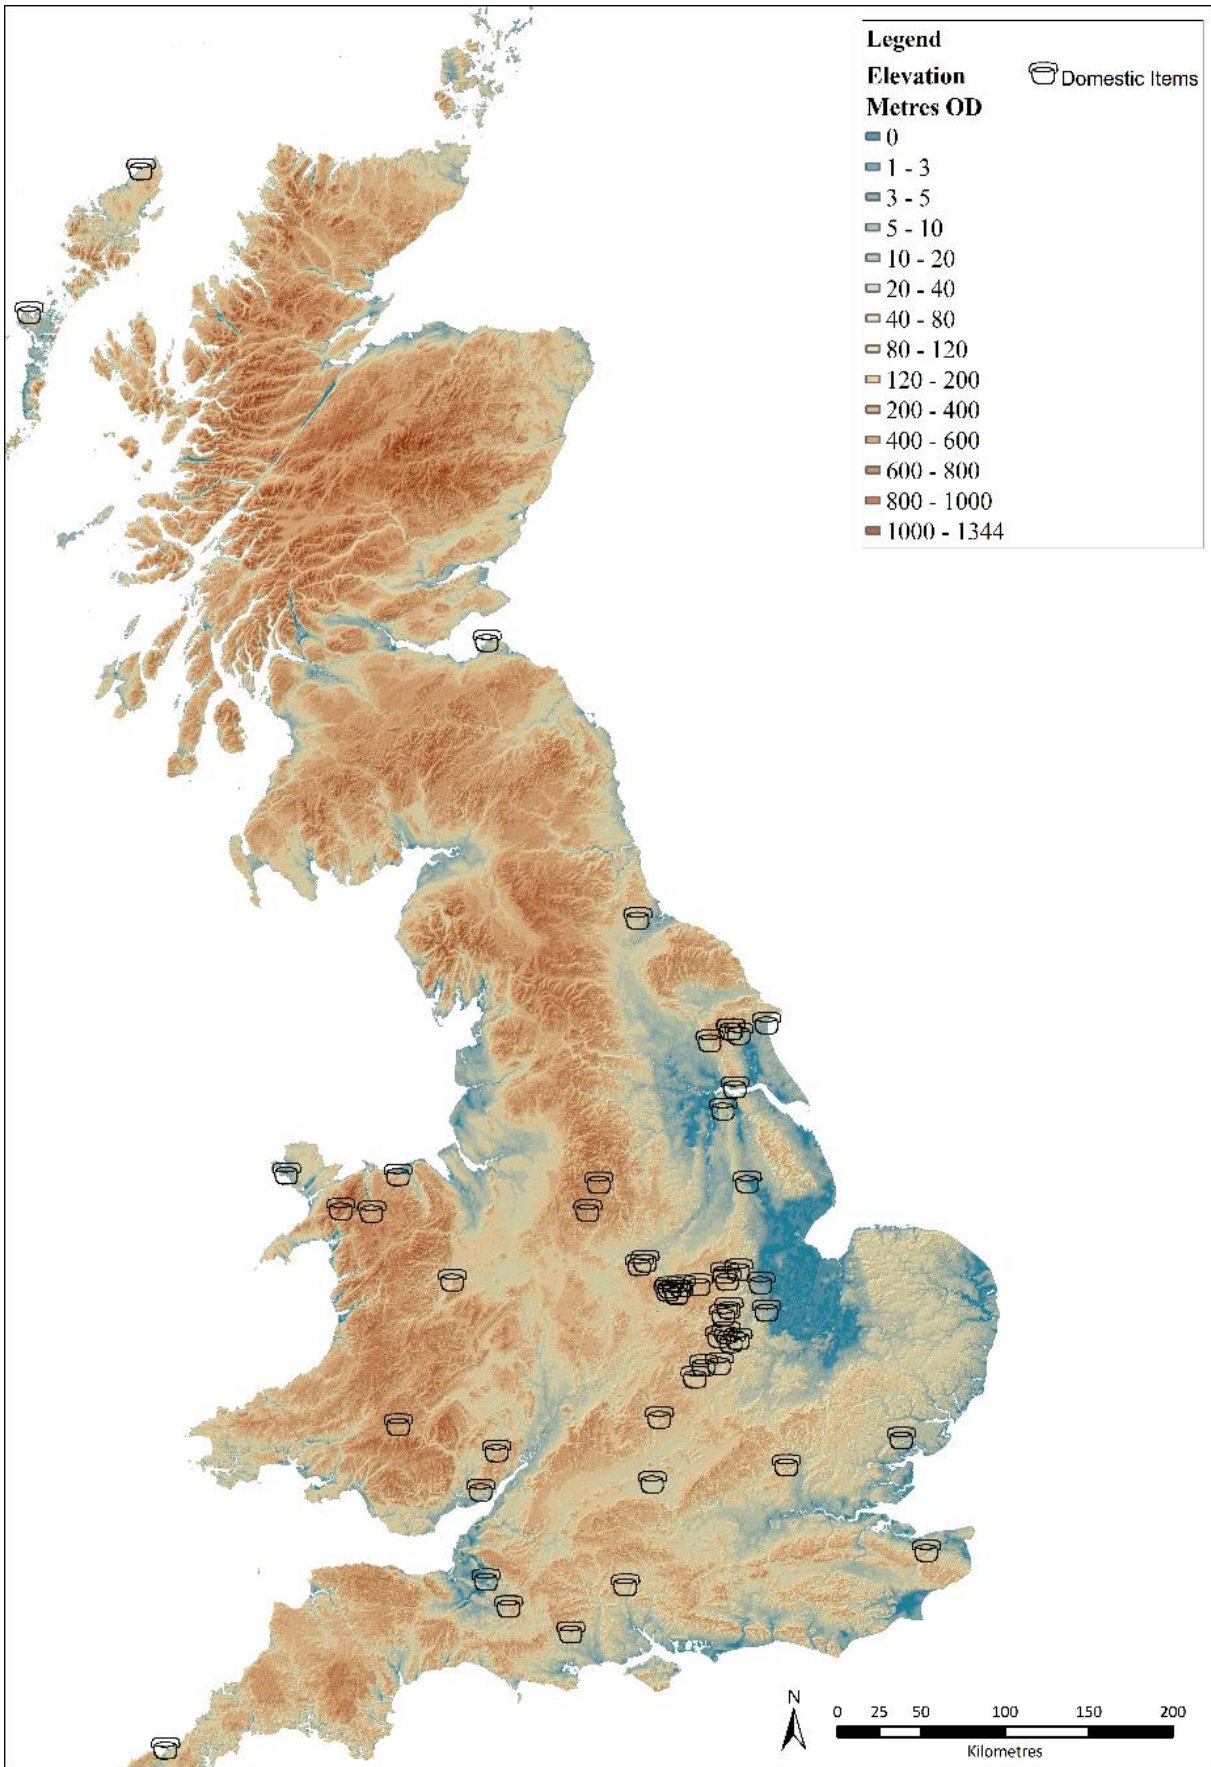 Legend
Elevation
Domestic Items
Metres OD
0
1 - 3
3 - 5
5 - 10
10 - 20
20 - 40
40 - 80
80 - 120
120 - 200
200 - 400
400 - 600
600 - 800
800 - 1000
1000 - 1344
N
0 25 50 100 150 200
Kilometres